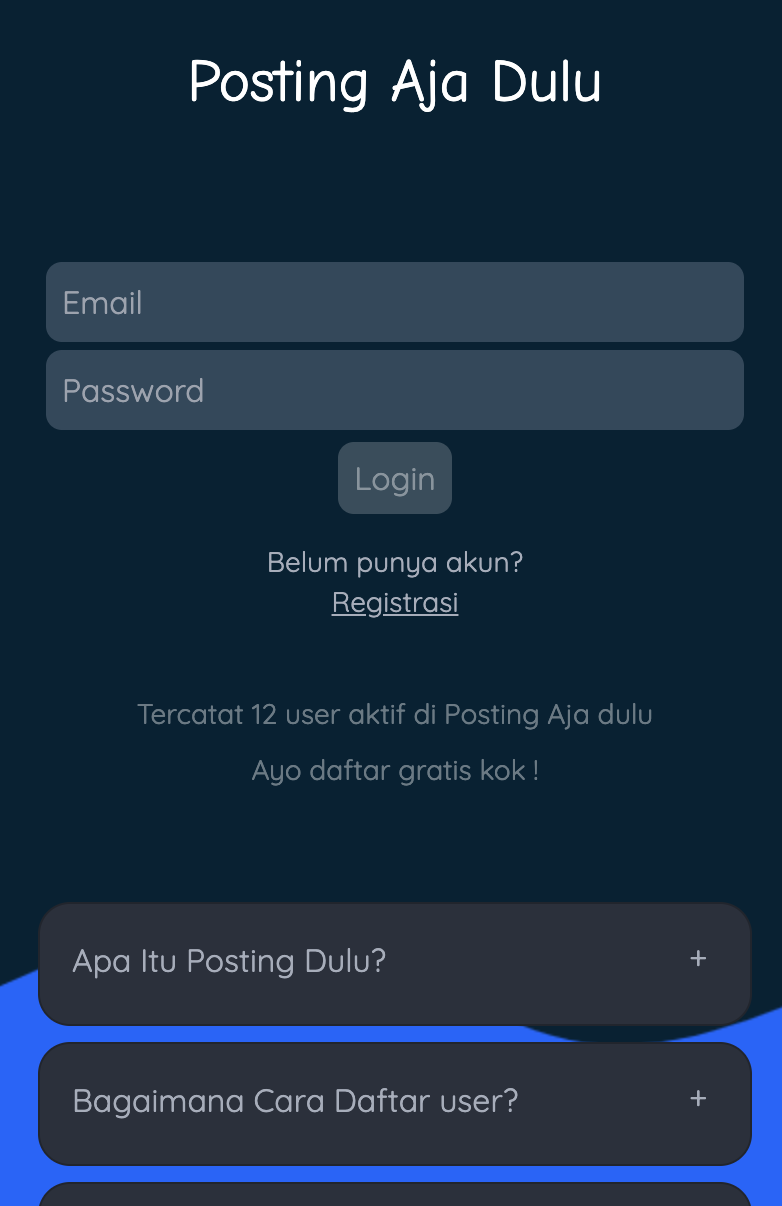 Posting Aja Dulu
Email
Password
Login
Belum punya akun?
Registrasi
Tercatat 12 user aktif di Posting Aja dulu
Ayo daftar gratis kok !
Apa Itu Posting Dulu? +
Bagaimana Cara Daftar user? +